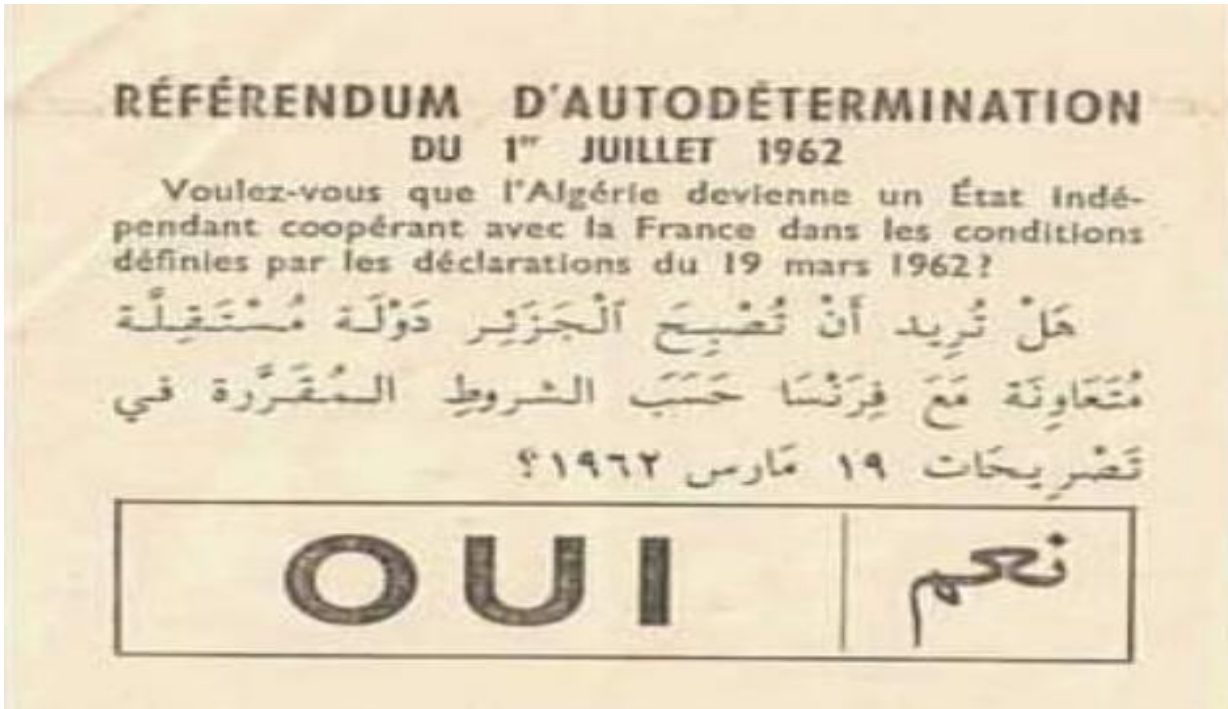 RÉFÉRENDUM D'AUTODÉTERMINATION
DU 1er JUILLET 1962
Voulez-vous que l'Algérie devienne un État indé-
pendant coopérant avec la France dans les conditions
définies par les déclarations du 19 mars 1962?
هَلْ تُرِيد أَنْ تُصْبِحَ ٱلْجَزَئِر دَوْلَة مُسْتَقِلَّة
مُتَعَاوِنَة مَعَ فِرَنْسَا حَسَبَ الشروطِ المُقَرَّرة في
تَصْرِيحَات ١٩ مَارس ١٩٦٢؟
OUI نعم